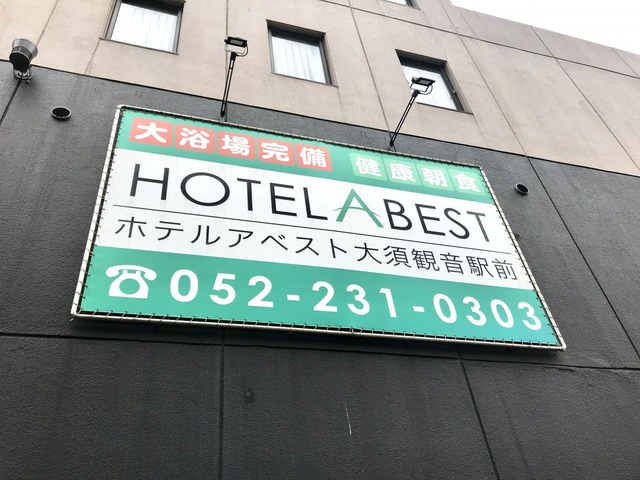 大浴場完備 健康朝食
HOTEL ABEST
ホテルアベスト大須観音駅前
☎052-231-0303